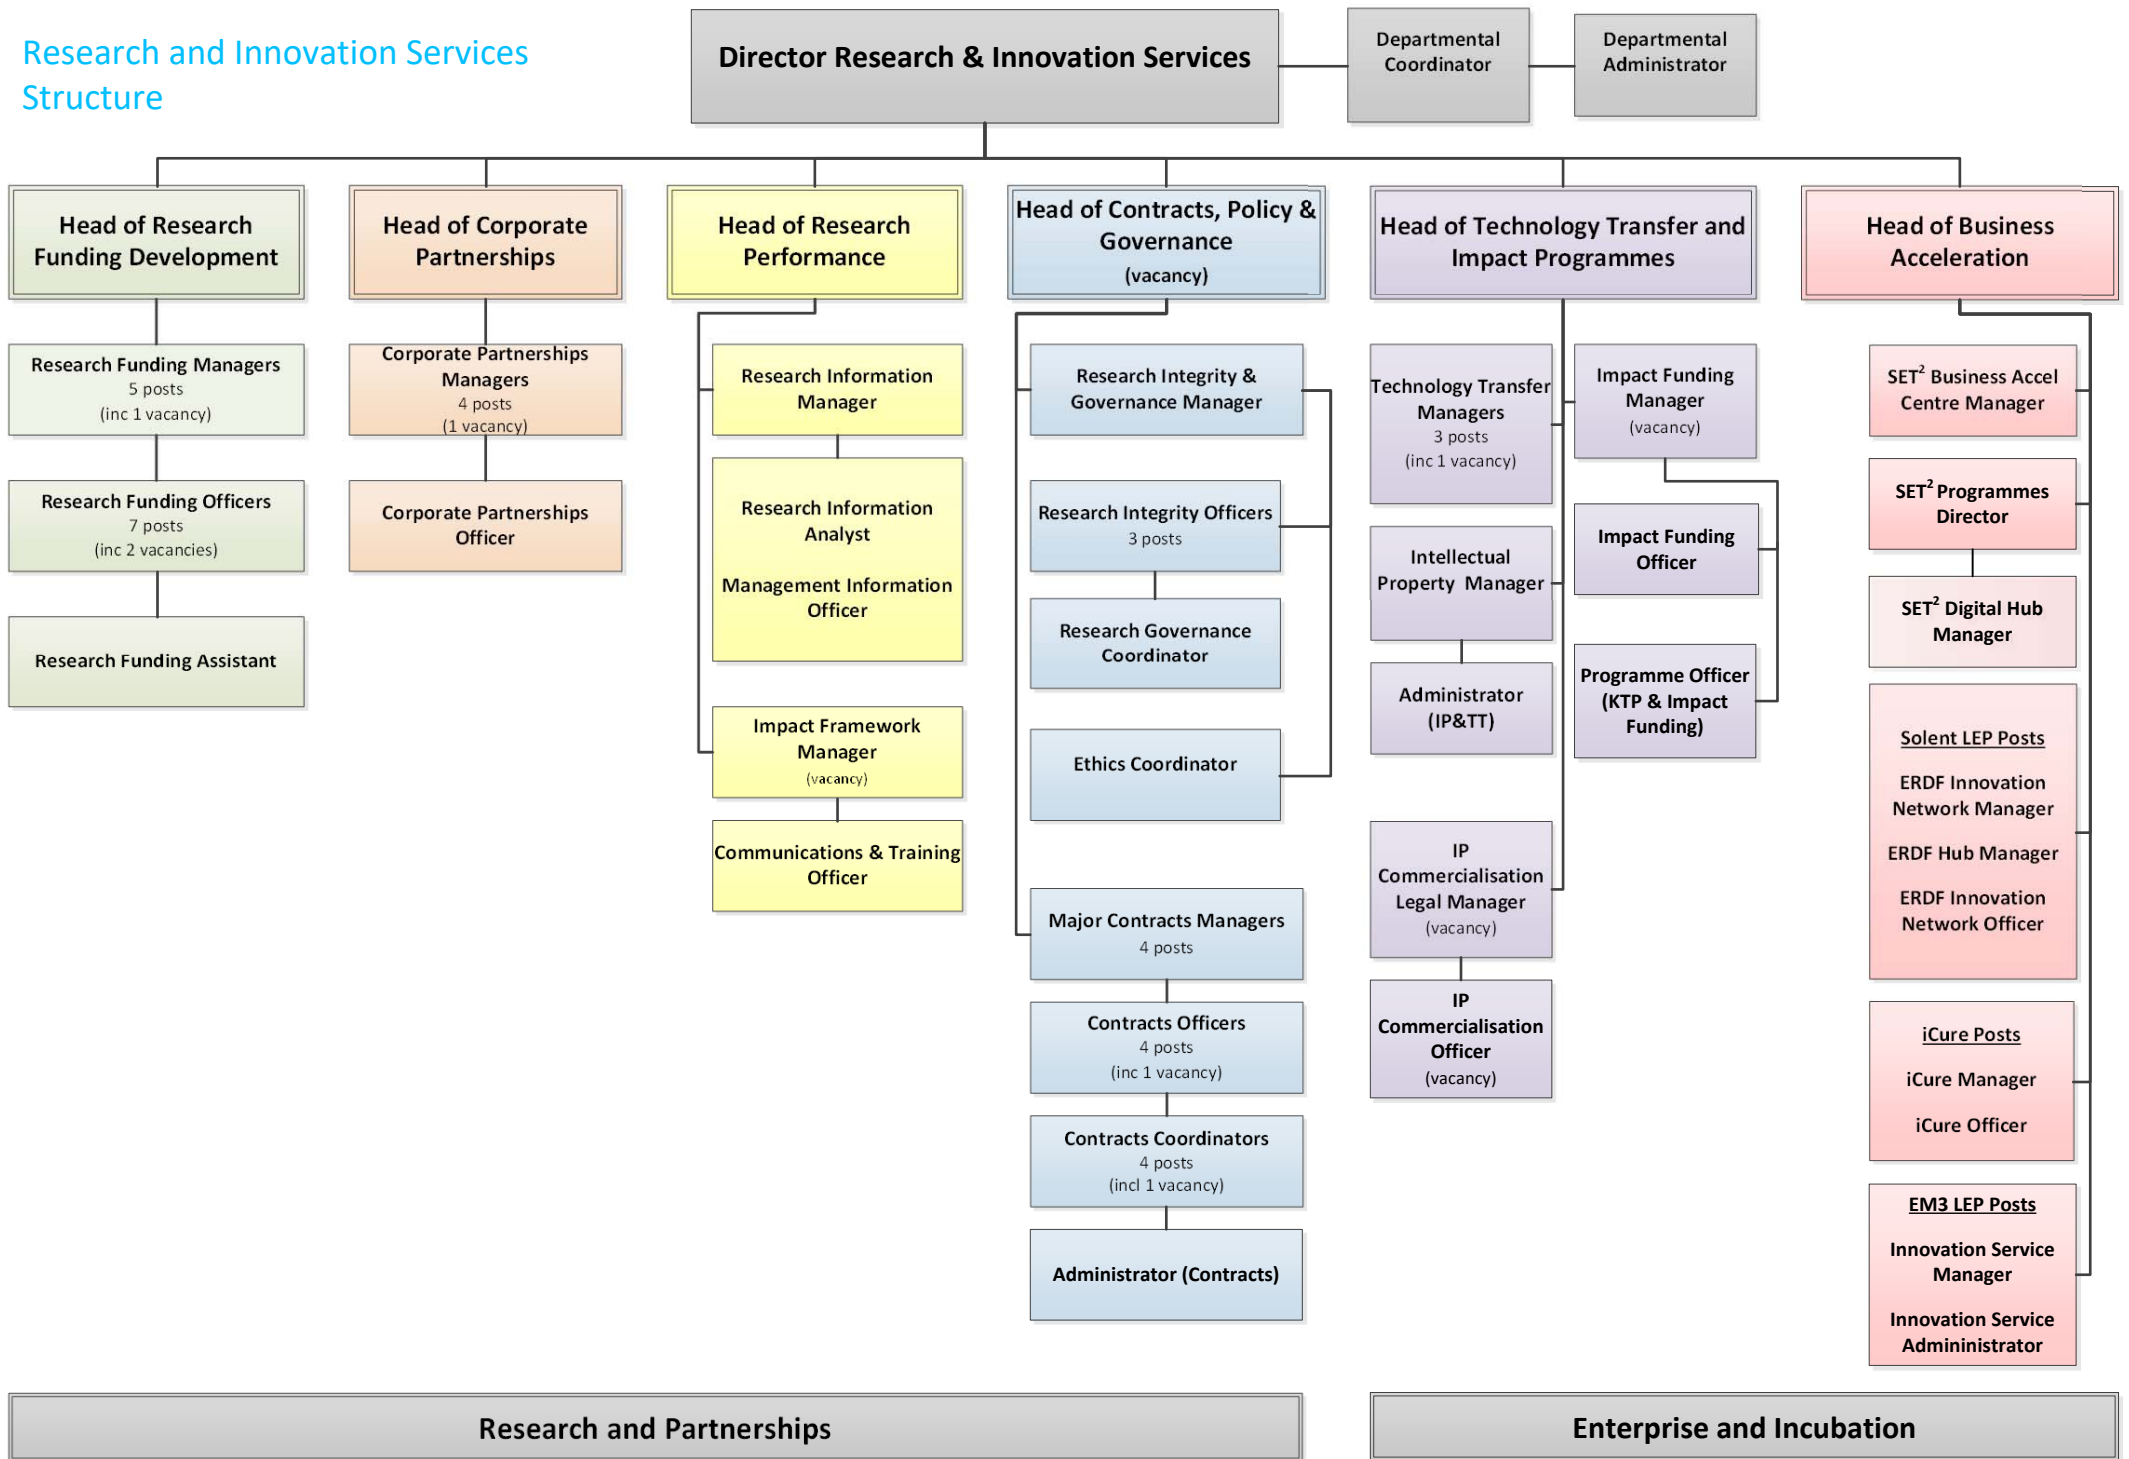 Research and Innovation Services
Structure
Director Research & Innovation Services
Departmental
Coordinator
Departmental
Administrator
Head of Research
Funding Development
Research Funding Managers
5 posts
(inc 1 vacancy)
Research Funding Officers
7 posts
(inc 2 vacancies)
Research Funding Assistant
Head of Corporate
Partnerships
Corporate Partnerships
Managers
4 posts
(1 vacancy)
Corporate Partnerships
Officer
Head of Research
Performance
Research Information
Manager
Research Information
Analyst
Management Information
Officer
Impact Framework
Manager
(vacancy)
Communications & Training
Officer
Head of Contracts, Policy &
Governance
(vacancy)
Research Integrity &
Governance Manager
Research Integrity Officers
3 posts
Research Governance
Coordinator
Ethics Coordinator
Major Contracts Managers
4 posts
Contracts Officers
4 posts
(inc 1 vacancy)
Contracts Coordinators
4 posts
(incl 1 vacancy)
Administrator (Contracts)
Head of Technology Transfer and
Impact Programmes
Technology Transfer
Managers
3 posts
(inc 1 vacancy)
Intellectual
Property Manager
Administrator
(IP&TT)
IP
Commercialisation
Legal Manager
(vacancy)
IP
Commercialisation
Officer
(vacancy)
Impact Funding
Manager
(vacancy)
Impact Funding
Officer
Programme Officer
(KTP & Impact
Funding)
Head of Business
Acceleration
SET² Business Accel
Centre Manager
SET² Programmes
Director
SET² Digital Hub
Manager
Solent LEP Posts
ERDF Innovation
Network Manager
ERDF Hub Manager
ERDF Innovation
Network Officer
iCure Posts
iCure Manager
iCure Officer
EM3 LEP Posts
Innovation Service
Manager
Innovation Service
Admininistrator
Research and Partnerships
Enterprise and Incubation